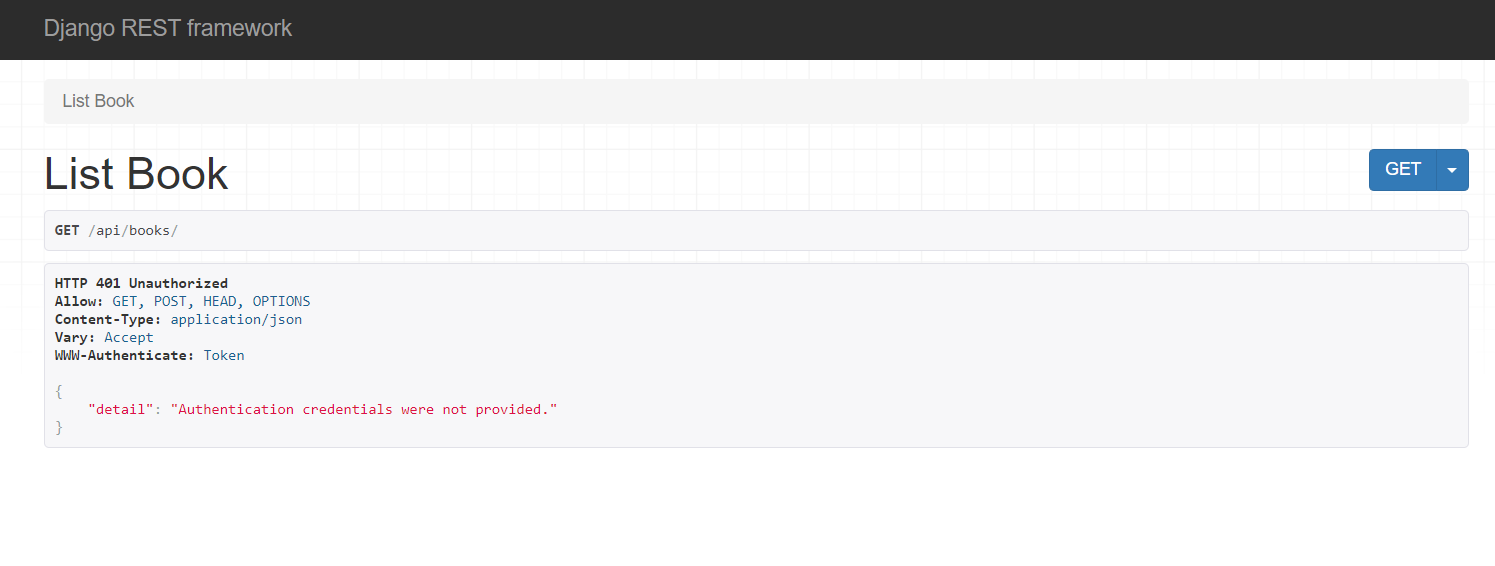 Django REST framework
List Book
List Book
GET
GET /api/books/
HTTP 401 Unauthorized
Allow: GET, POST, HEAD, OPTIONS
Content-Type: application/json
Vary: Accept
WWW-Authenticate: Token
{
    "detail": "Authentication credentials were not provided."
}